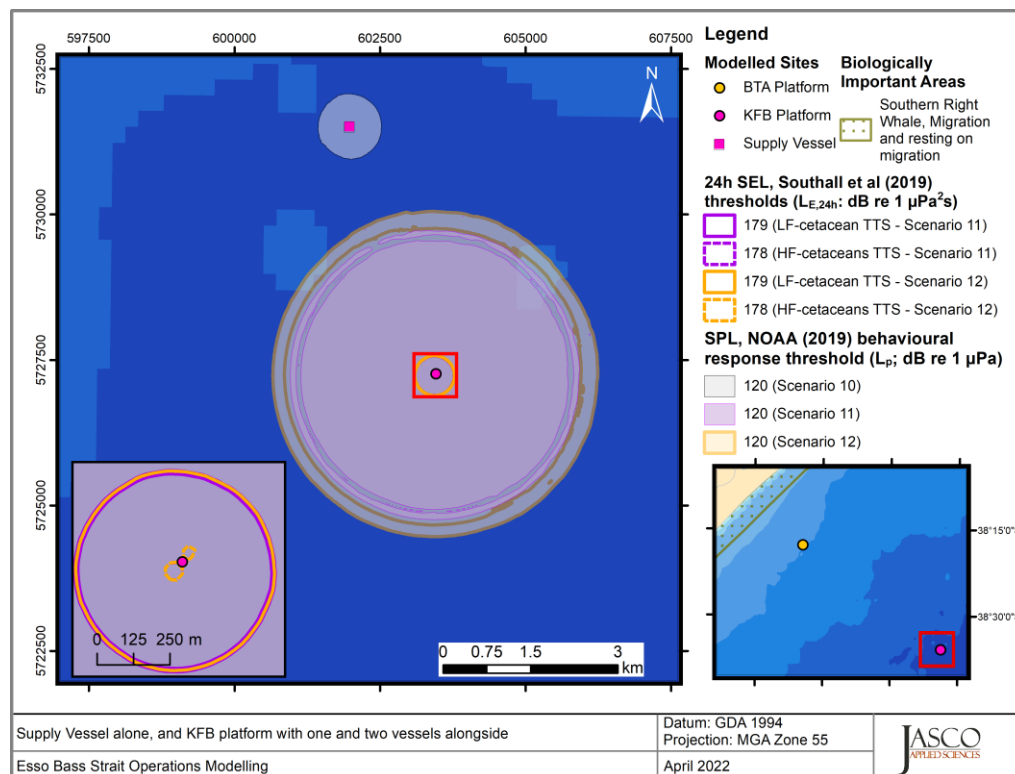 597500 600000 602500 605000 607500
5732500
5730000
5727500
5725000
5722500
N
0 125 250 m
0 0.75 1.5 3
km
Legend
Modelled Sites
BTA Platform
KFB Platform
Supply Vessel
Biologically
Important Areas
Southern Right
Whale, Migration
and resting on
migration
24h SEL, Southall et al (2019)
thresholds (LE,24h: dB re 1 µPa²s)
179 (LF-cetacean TTS - Scenario 11)
178 (HF-cetaceans TTS - Scenario 11)
179 (LF-cetacean TTS - Scenario 12)
178 (HF-cetaceans TTS - Scenario 12)
SPL, NOAA (2019) behavioural
response threshold (Lp; dB re 1 µPa)
120 (Scenario 10)
120 (Scenario 11)
120 (Scenario 12)
38°15'0"S
38°30'0"S
Supply Vessel alone, and KFB platform with one and two vessels alongside
Esso Bass Strait Operations Modelling
Datum: GDA 1994
Projection: MGA Zone 55
April 2022
JASCO
APPLIED SCIENCES